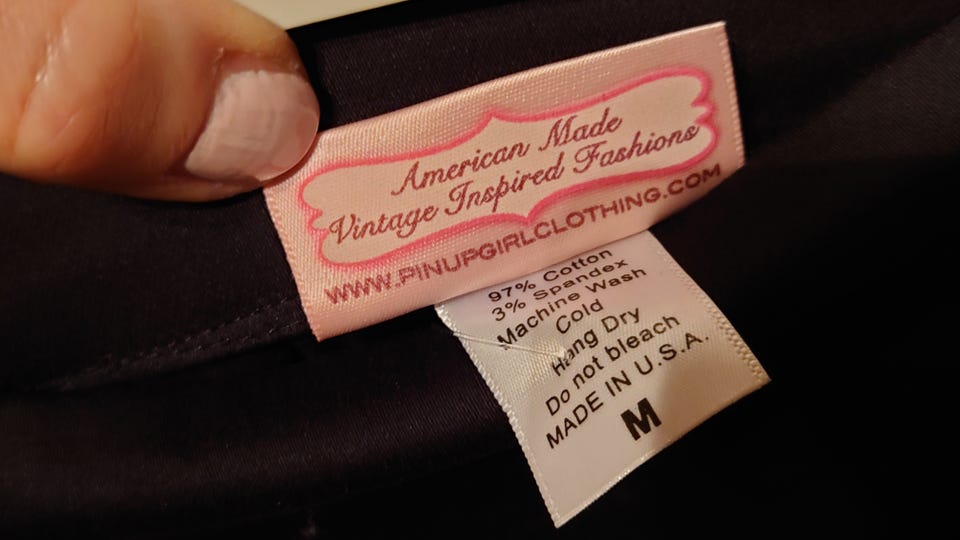 American Made
Vintage Inspired Fashions
WWW.PINUPGIRLCLOTHING.COM
97% Cotton
3% Spandex
Machine Wash
Cold
Hang Dry
Do not bleach
MADE IN U.S.A.
M